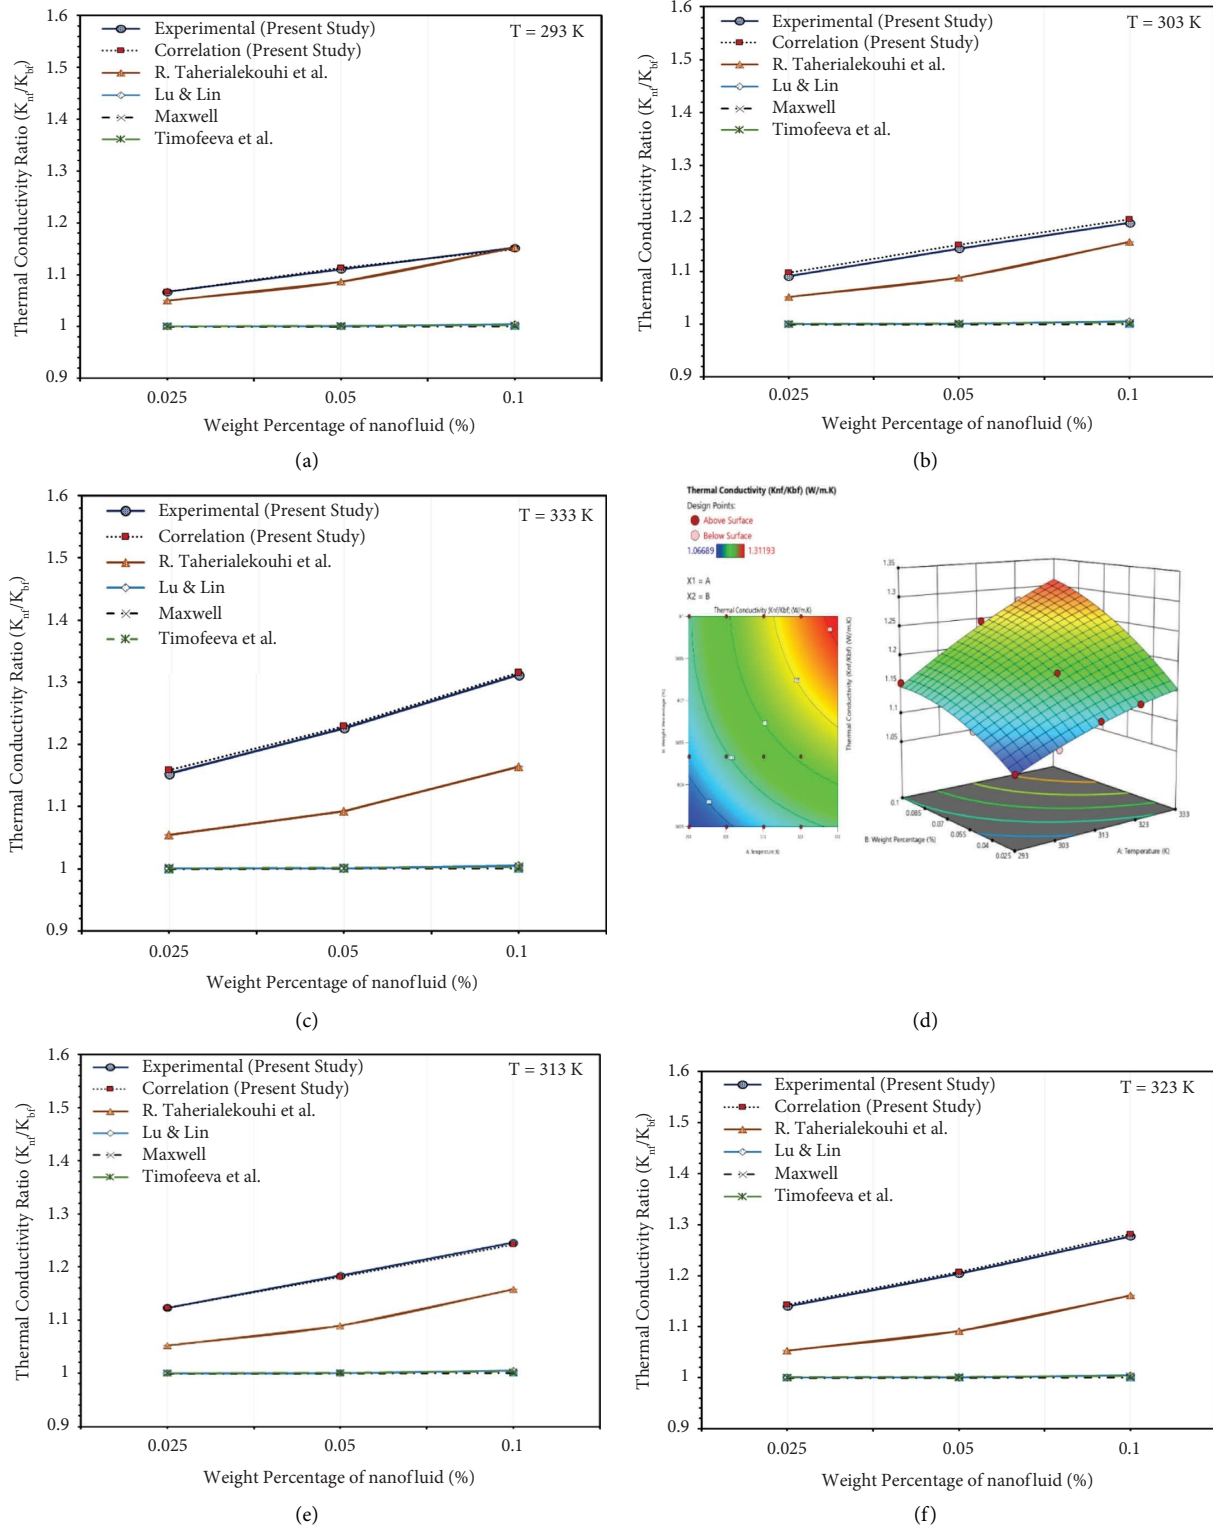 1.6
1.5
1.4
1.3
1.2
1.1
1
0.9
Thermal Conductivity Ratio (Knf/Kbf)
Experimental (Present Study)
Correlation (Present Study)
R. Taherialekouhi et al.
Lu & Lin
Maxwell
Timofeeva et al.
T = 293 K
0.025 0.05 0.1
Weight Percentage of nanofluid (%)
(a)
1.6
1.5
1.4
1.3
1.2
1.1
1
0.9
Thermal Conductivity Ratio (Knf/Kbf)
Experimental (Present Study)
Correlation (Present Study)
R. Taherialekouhi et al.
Lu & Lin
Maxwell
Timofeeva et al.
T = 303 K
0.025 0.05 0.1
Weight Percentage of nanofluid (%)
(b)
1.6
1.5
1.4
1.3
1.2
1.1
1
0.9
Thermal Conductivity Ratio (Knf/Kbf)
Experimental (Present Study)
Correlation (Present Study)
R. Taherialekouhi et al.
Lu & Lin
Maxwell
Timofeeva et al.
T = 333 K
0.025 0.05 0.1
Weight Percentage of nanofluid (%)
(c)
Thermal Conductivity (Knf/Kbf) (W/m.K)
Design Points:
Above Surface
Below Surface
1.06689 1.31193
X1 = A
X2 = B
Thermal Conductivity (Knf/Kbf) (W/m.K)
B: Weight Percentage (%)
A: Temperature (K)
Thermal Conductivity (Knf/Kbf) (W/m.K)
1.35
1.3
1.25
1.2
1.15
1.1
1.05
0.1
0.085
0.07
0.055
0.04
0.025
293
303
313
323
333
B: Weight Percentage (%)
A: Temperature (K)
(d)
1.6
1.5
1.4
1.3
1.2
1.1
1
0.9
Thermal Conductivity Ratio (Knf/Kbf)
Experimental (Present Study)
Correlation (Present Study)
R. Taherialekouhi et al.
Lu & Lin
Maxwell
Timofeeva et al.
T = 313 K
0.025 0.05 0.1
Weight Percentage of nanofluid (%)
(e)
1.6
1.5
1.4
1.3
1.2
1.1
1
0.9
Thermal Conductivity Ratio (Knf/Kbf)
Experimental (Present Study)
Correlation (Present Study)
R. Taherialekouhi et al.
Lu & Lin
Maxwell
Timofeeva et al.
T = 323 K
0.025 0.05 0.1
Weight Percentage of nanofluid (%)
(f)